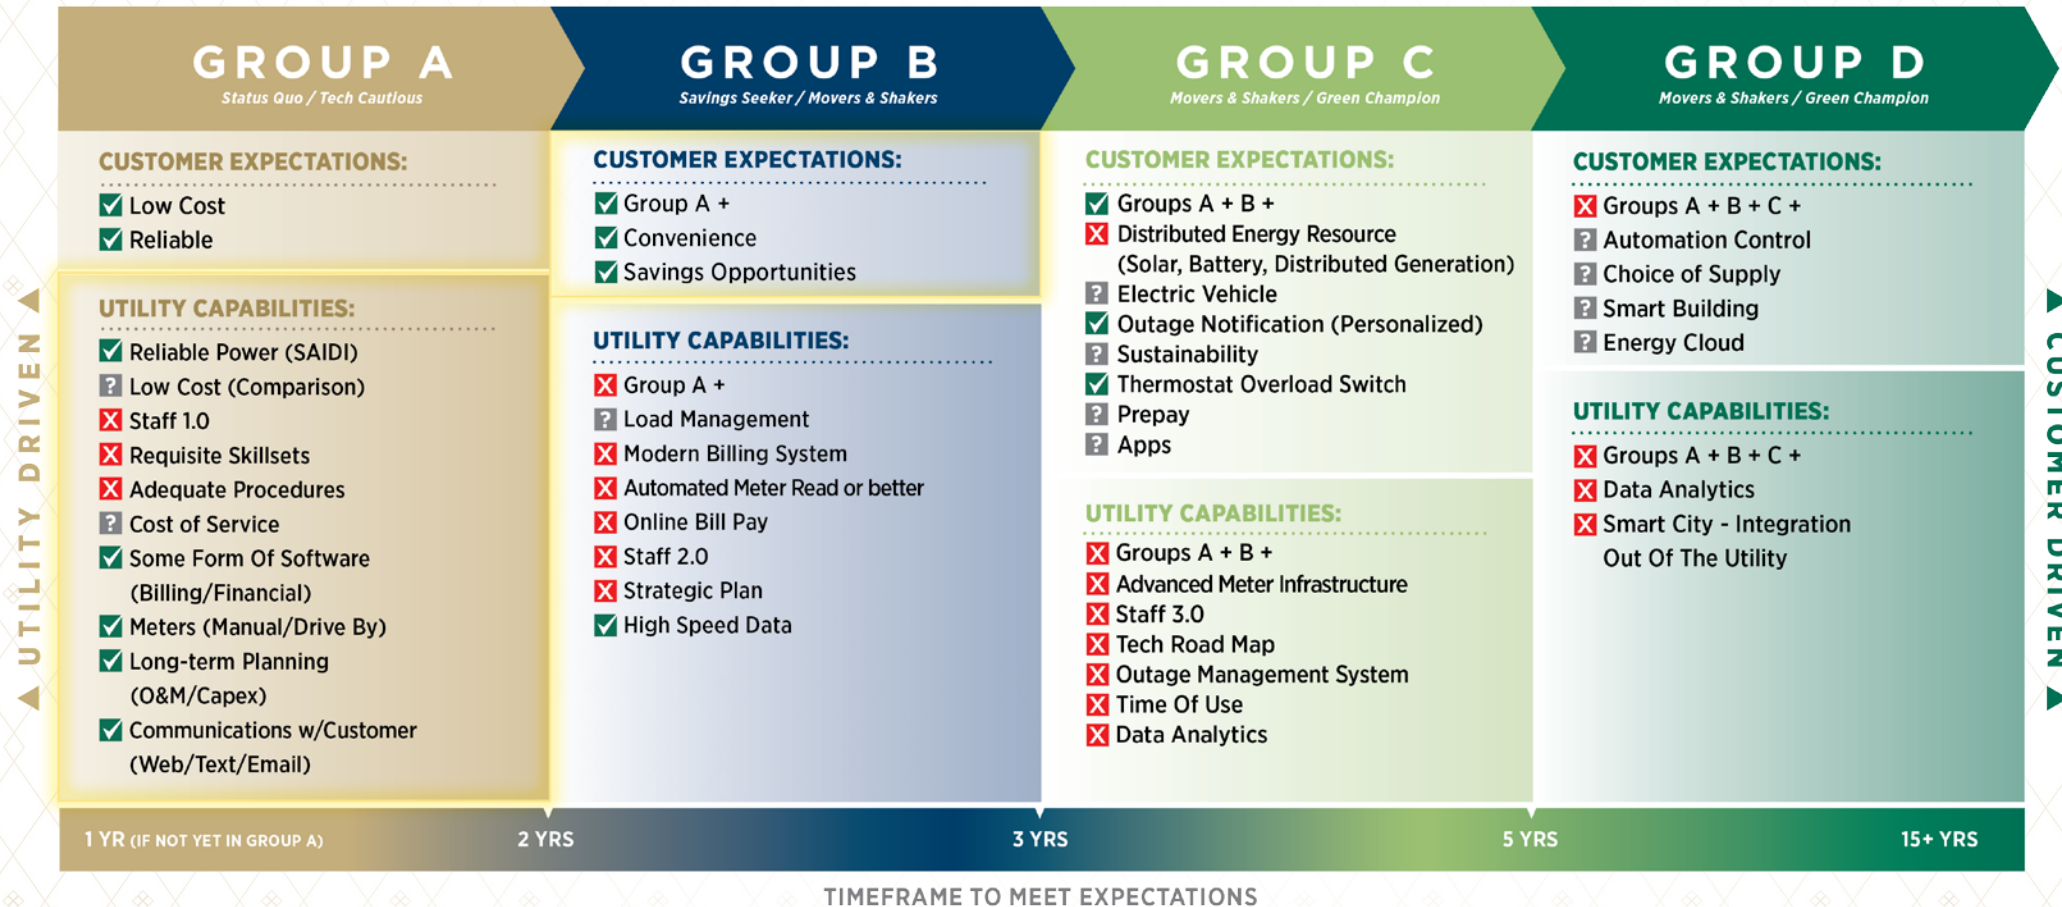 GROUP A
Status Quo / Tech Cautious
CUSTOMER EXPECTATIONS:
Low Cost
Reliable
UTILITY CAPABILITIES:
Reliable Power (SAIDI)
? Low Cost (Comparison)
X Staff 1.0
X Requisite Skillsets
X Adequate Procedures
? Cost of Service
Some Form Of Software
(Billing/Financial)
Meters (Manual/Drive By)
Long-term Planning
(O&M/Capex)
Communications w/Customer
(Web/Text/Email)
GROUP B
Savings Seeker / Movers & Shakers
CUSTOMER EXPECTATIONS:
Group A +
Convenience
Savings Opportunities
UTILITY CAPABILITIES:
X Group A +
? Load Management
X Modern Billing System
X Automated Meter Read or better
X Online Bill Pay
X Staff 2.0
X Strategic Plan
High Speed Data
GROUP C
Movers & Shakers / Green Champion
CUSTOMER EXPECTATIONS:
Groups A + B +
X Distributed Energy Resource
(Solar, Battery, Distributed Generation)
? Electric Vehicle
Outage Notification (Personalized)
? Sustainability
Thermostat Overload Switch
? Prepay
? Apps
UTILITY CAPABILITIES:
X Groups A + B +
X Advanced Meter Infrastructure
X Staff 3.0
X Tech Road Map
X Outage Management System
X Time Of Use
X Data Analytics
GROUP D
Movers & Shakers / Green Champion
CUSTOMER EXPECTATIONS:
X Groups A + B + C +
? Automation Control
? Choice of Supply
? Smart Building
? Energy Cloud
UTILITY CAPABILITIES:
X Groups A + B + C +
X Data Analytics
X Smart City - Integration
Out Of The Utility
UTILITY DRIVEN
CUSTOMER DRIVEN
1 YR (IF NOT YET IN GROUP A)
2 YRS
3 YRS
5 YRS
15+ YRS
TIMEFRAME TO MEET EXPECTATIONS